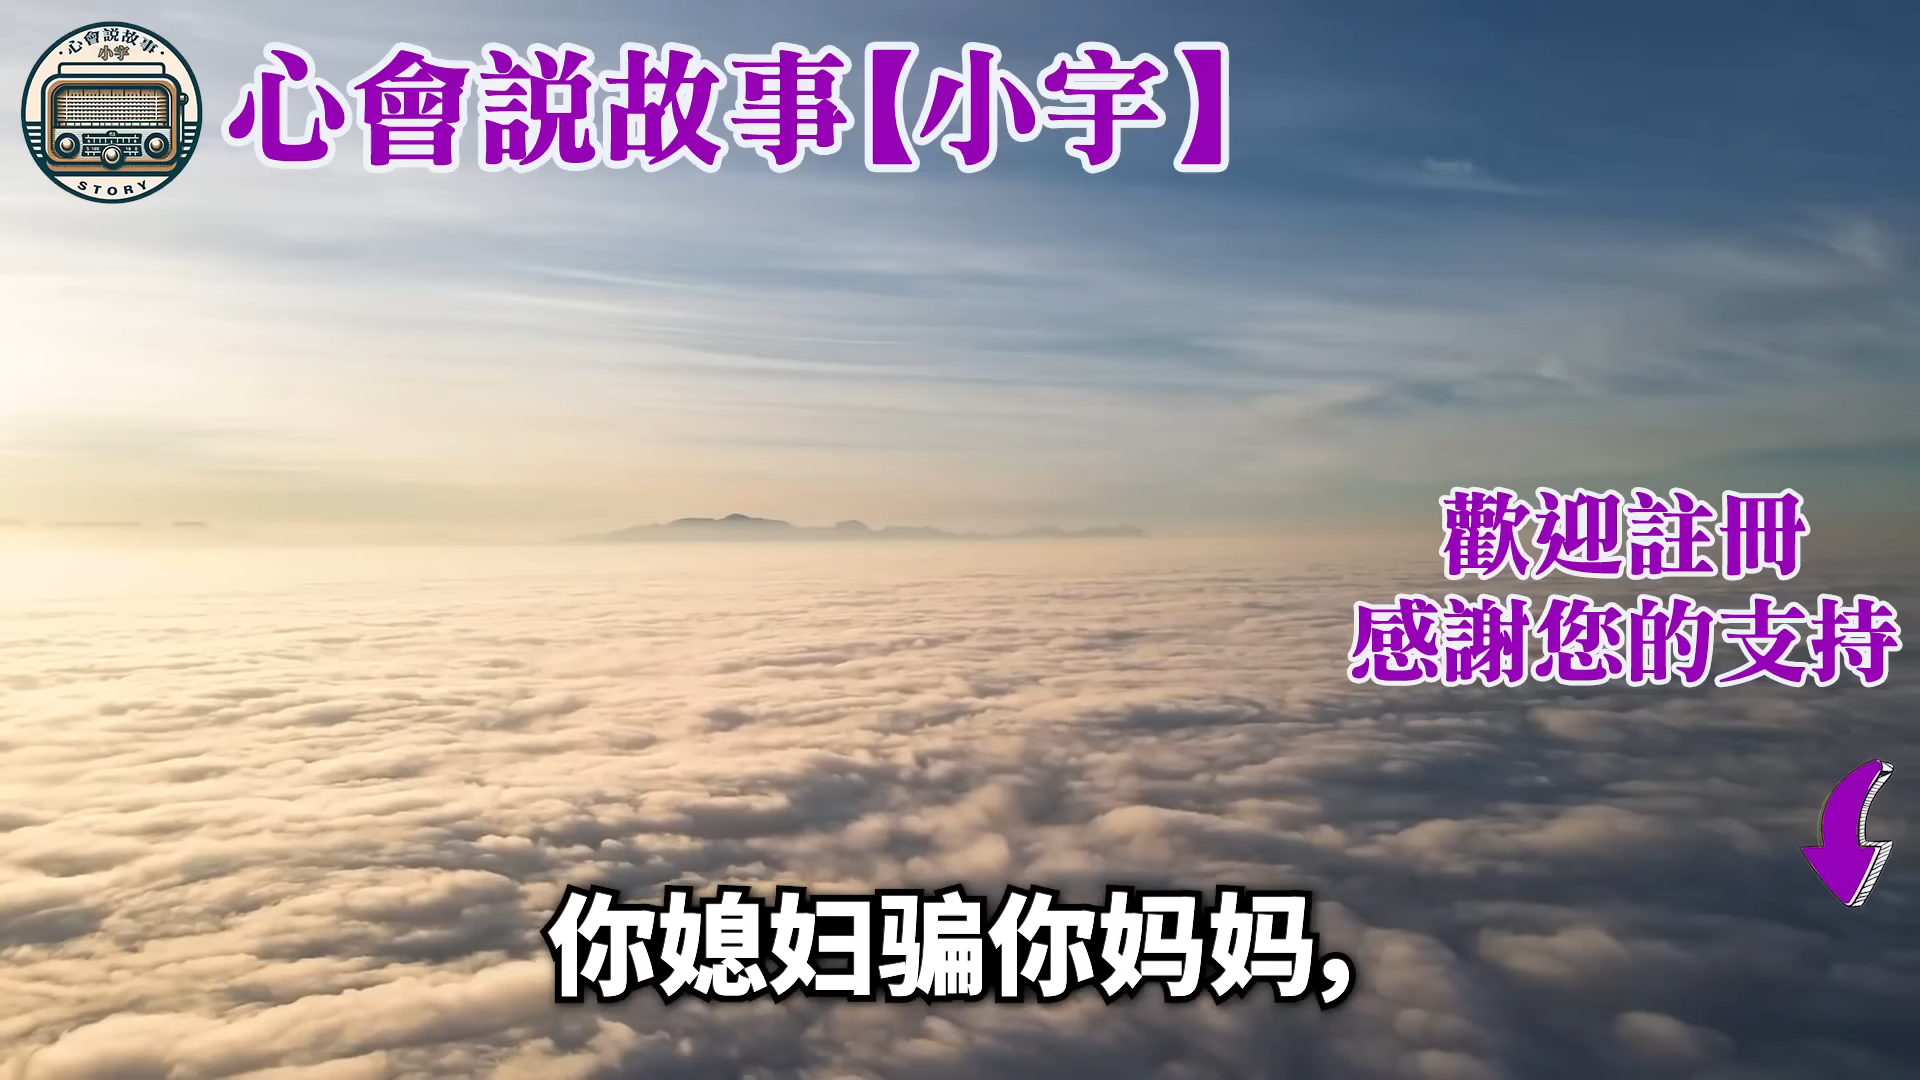 ·心會説故事·
小宇
STORY
心會説故事【小宇】
歡迎註冊
感謝您的支持
你媳妇骗你妈妈,